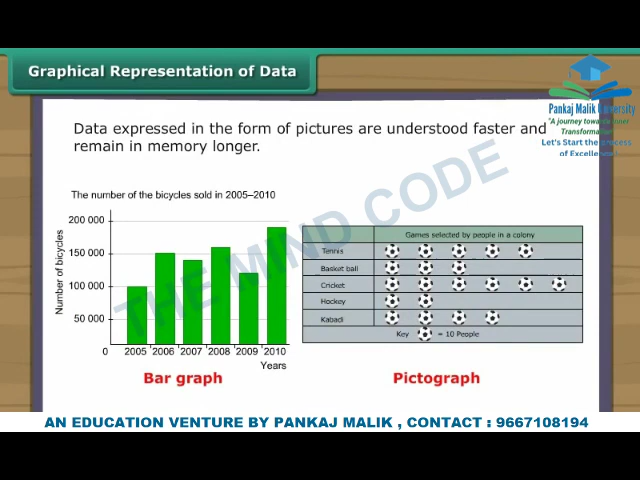 Graphical Representation of Data
Pankaj Malik University
Transformation"
Let's Start the Process
of Excellence!
Data expressed in the form of pictures are understood faster and
remain in memory longer.
THE MIND CODE
The number of the bicycles sold in 2005–2010
Number of bicycles
200 000
150 000
100 000
50 000
0
2005 2006 2007 2008 2009 2010
Years
Bar graph
Games selected by people in a colony
Tennis
Basket ball
Cricket
Hockey
Kabadi
Key = 10 People
Pictograph
AN EDUCATION VENTURE BY PANKAJ MALIK , CONTACT : 9667108194